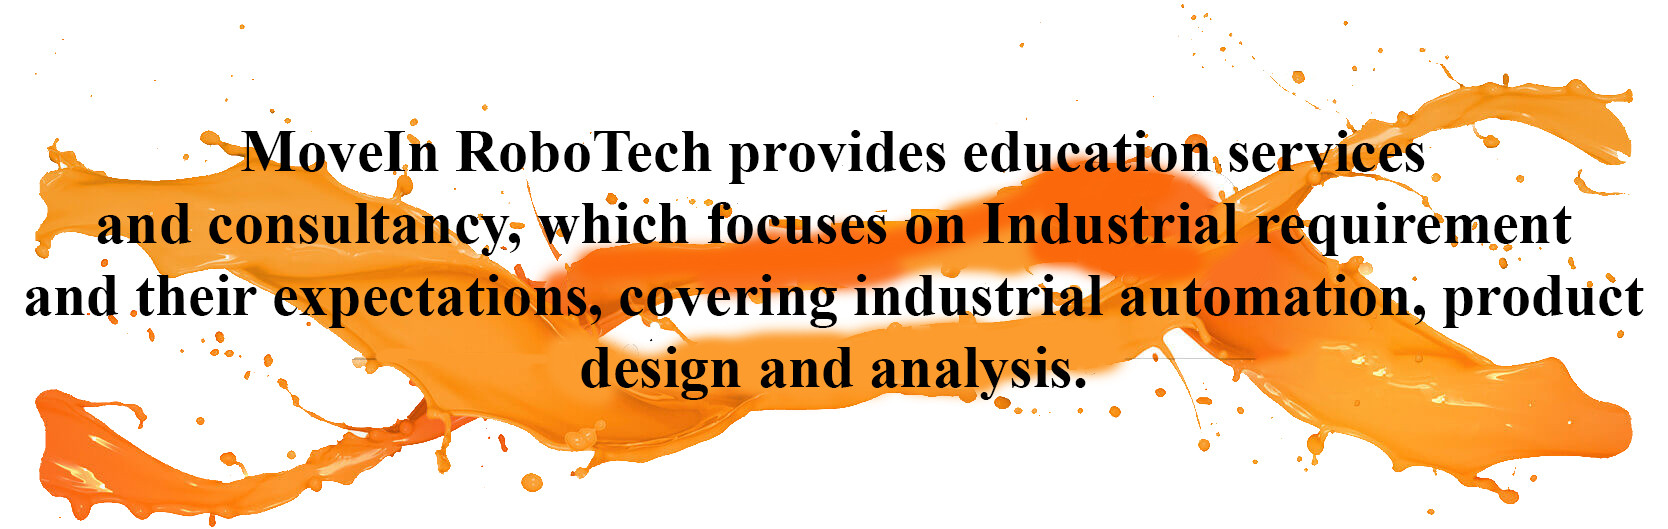 MoveIn RoboTech provides education services
and consultancy, which focuses on Industrial requirement
and their expectations, covering industrial automation, product
design and analysis.